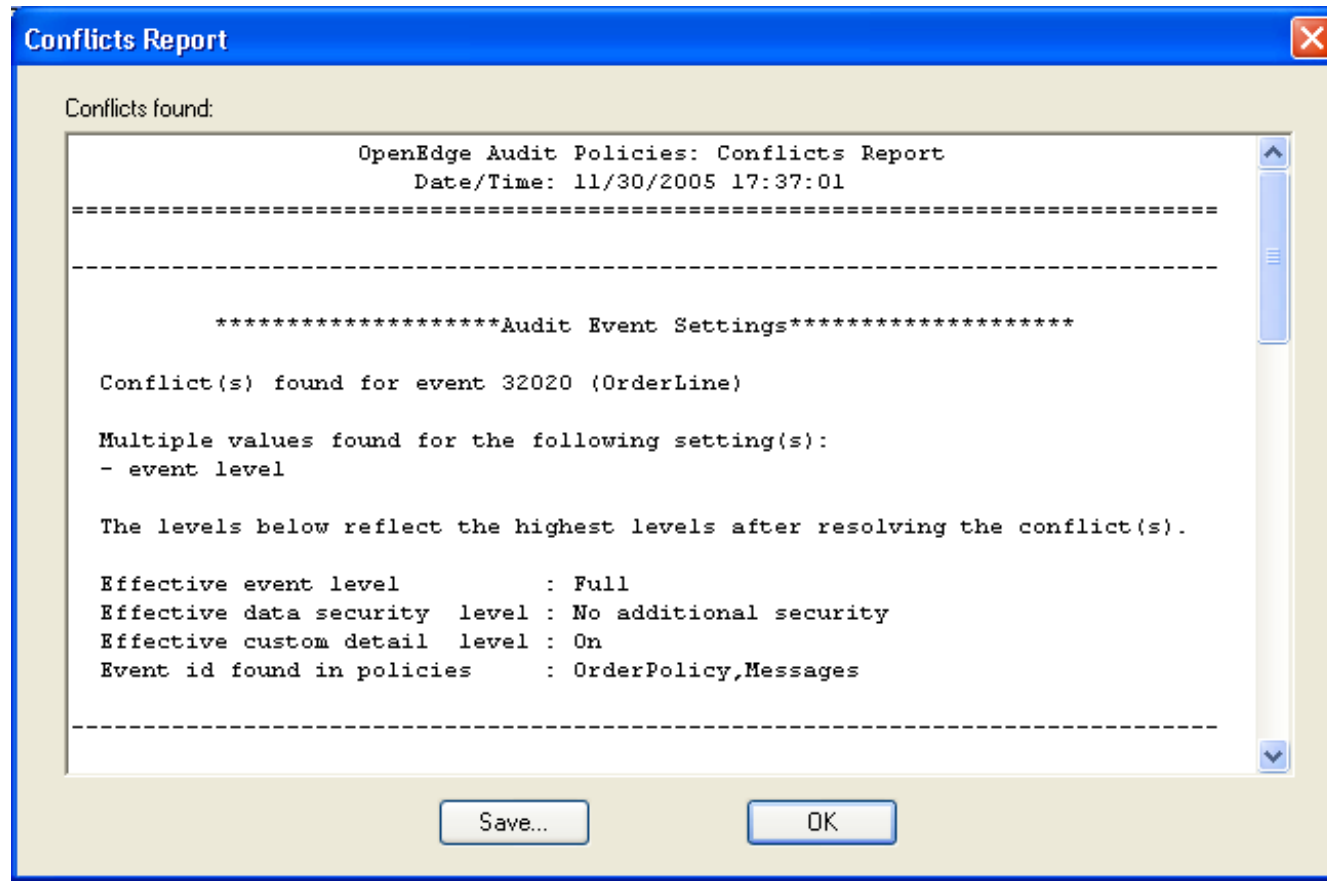 Conflicts Report
Conflicts found:
OpenEdge Audit Policies: Conflicts Report
Date/Time: 11/30/2005 17:37:01
================================================================================
--------------------------------------------------------------------------------
********************Audit Event Settings********************
Conflict(s) found for event 32020 (OrderLine)
Multiple values found for the following setting(s):
- event level
The levels below reflect the highest levels after resolving the conflict(s).
Effective event level          : Full
Effective data security  level : No additional security
Effective custom detail  level : On
Event id found in policies     : OrderPolicy,Messages
--------------------------------------------------------------------------------
Save...
OK